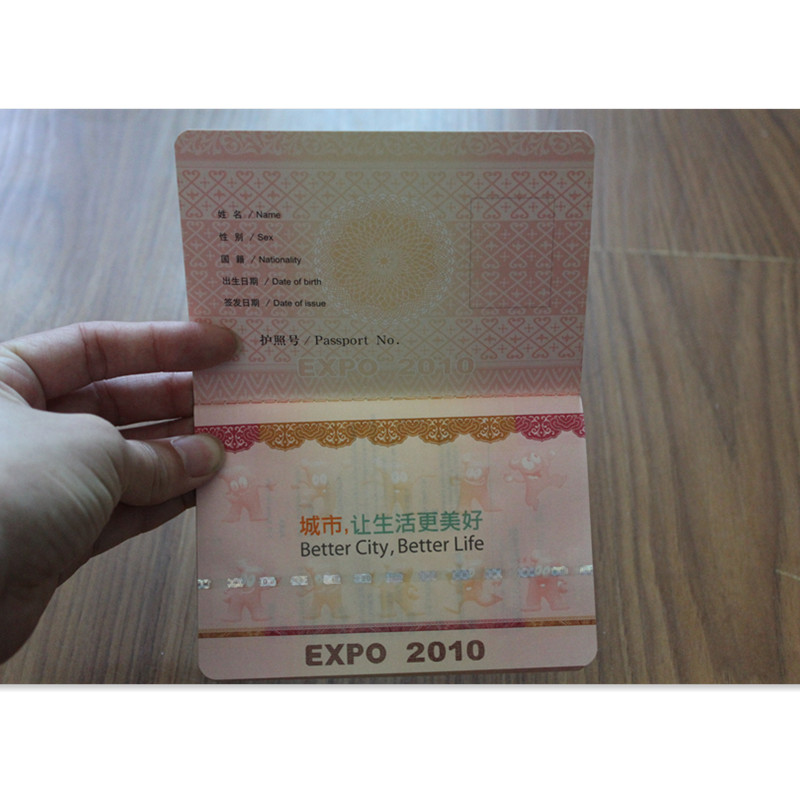 姓 名 / Name
性 别 / Sex
国 籍 / Nationality
出生日期 / Date of birth
签发日期 / Date of issue
护照号 / Passport No.
EXPO 2010
城市,让生活更美好
Better City, Better Life
EXPO 2010